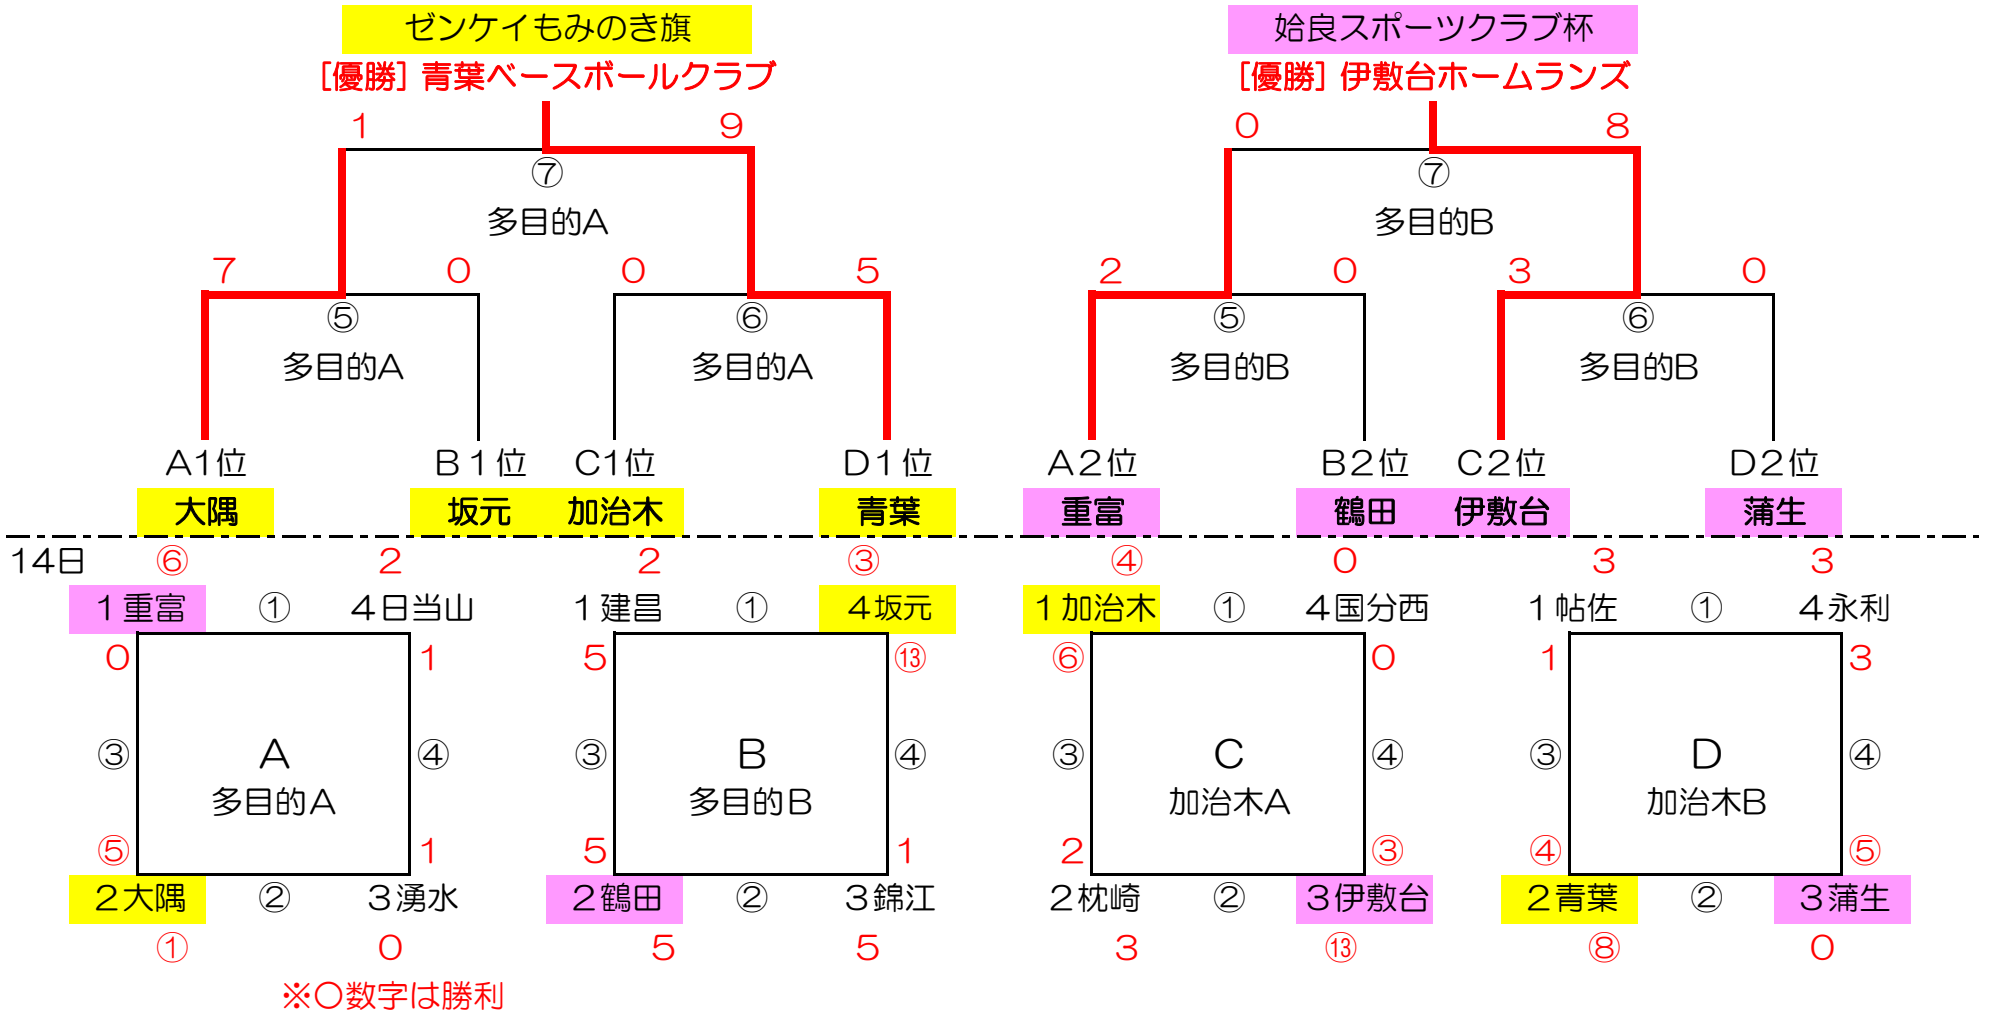 ゼンケイもみのき旗 姶良スポーツクラブ杯
[優勝] 青葉ベースボールクラブ [優勝] 伊敷台ホームランズ
1 9 0 8
⑦ ⑦
多目的A 多目的B
7 0 0 5 2 0 3 0
⑤ ⑥ ⑤ ⑥
多目的A 多目的A 多目的B 多目的B
A1位 B1位 C1位 D1位 A2位 B2位 C2位 D2位
大隅 坂元 加治木 青葉 重富 鶴田 伊敷台 蒲生
14日 ⑥ 2 2 ③ ④ 0 3 3
1重富 ① 4日当山 1建昌 ① 4坂元 1加治木 ① 4国分西 1帖佐 ① 4永利
0 1 5 ⑬ ⑥ 0 1 3
③ A ④ ③ B ④ ③ C ④ ③ D ④
多目的A 多目的B 加治木A 加治木B
⑤ 1 5 1 2 ③ ④ ⑤
2大隅 ② 3湧水 2鶴田 ② 3錦江 2枕崎 ② 3伊敷台 2青葉 ② 3蒲生
① 0 5 5 3 ⑬ ⑧ 0
※〇数字は勝利